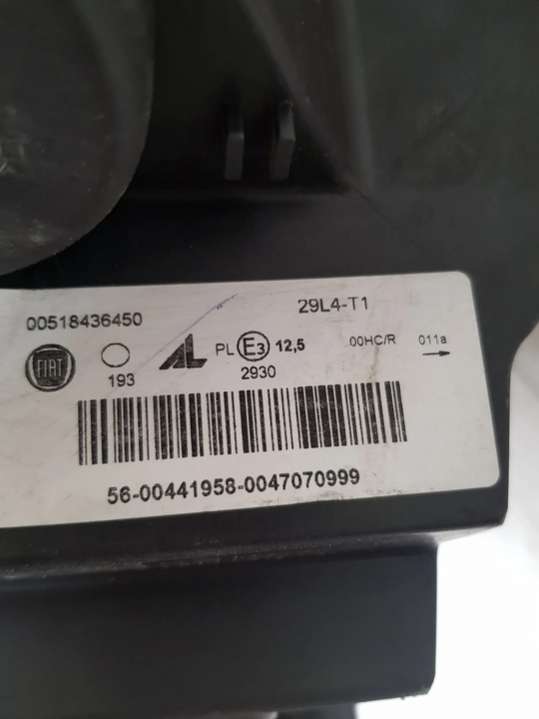 00518436450 29L4-T1
FIAT 193 AL PL E3 12,5 2930 00HC/R 011a →
56-00441958-0047070999